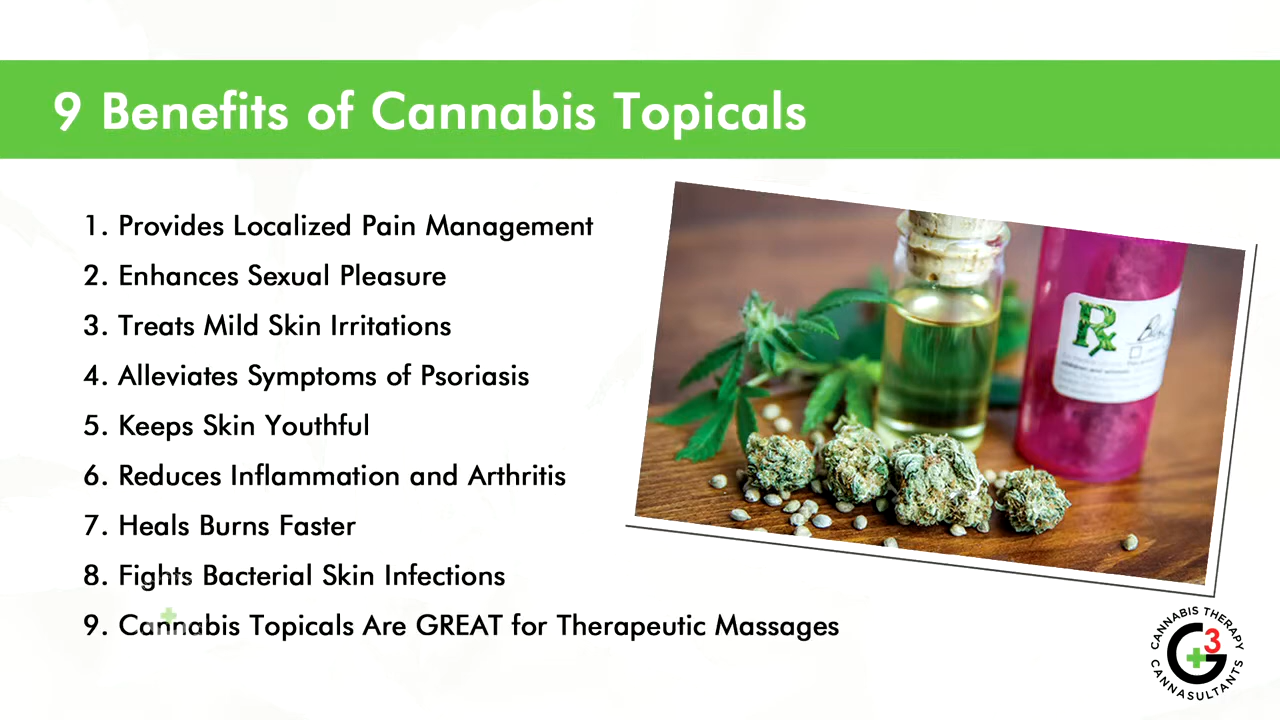 9 Benefits of Cannabis Topicals
1. Provides Localized Pain Management
2. Enhances Sexual Pleasure
3. Treats Mild Skin Irritations
4. Alleviates Symptoms of Psoriasis
5. Keeps Skin Youthful
6. Reduces Inflammation and Arthritis
7. Heals Burns Faster
8. Fights Bacterial Skin Infections
9. Cannabis Topicals Are GREAT for Therapeutic Massages
Rx
CANNABIS THERAPY
G3
CANNASULTANTS